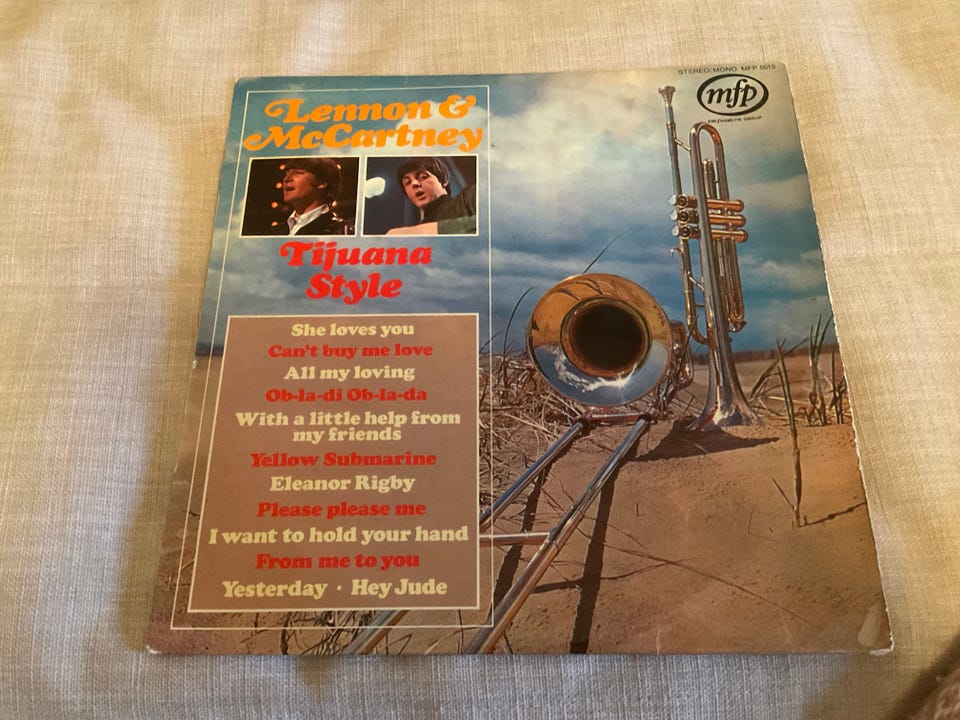 STEREO/MONO MFP 5015
mfp
EMI/HAMLYN GROUP
Lennon &
McCartney
Tijuana
Style
She loves you
Can't buy me love
All my loving
Ob-la-di Ob-la-da
With a little help from
my friends
Yellow Submarine
Eleanor Rigby
Please please me
I want to hold your hand
From me to you
Yesterday · Hey Jude